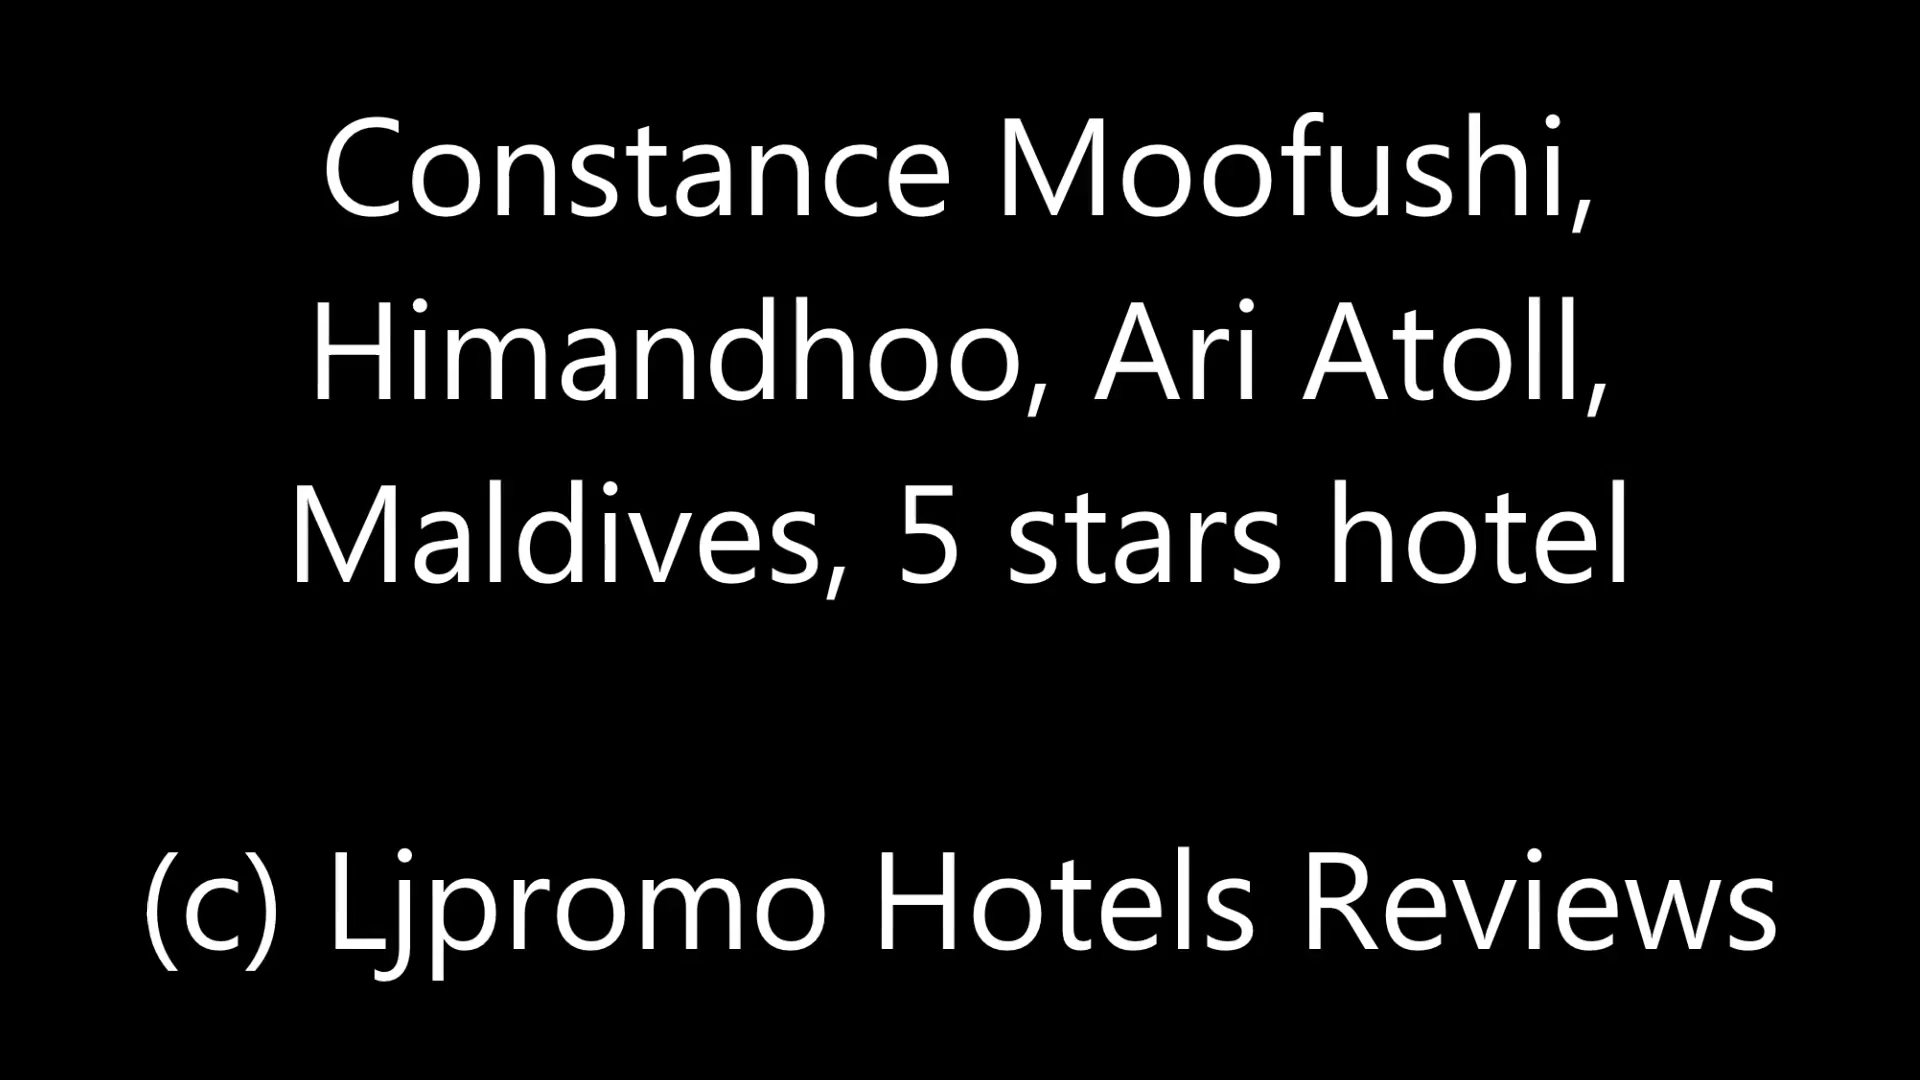 Constance Moofushi,
Himandhoo, Ari Atoll,
Maldives, 5 stars hotel
(c) Ljpromo Hotels Reviews